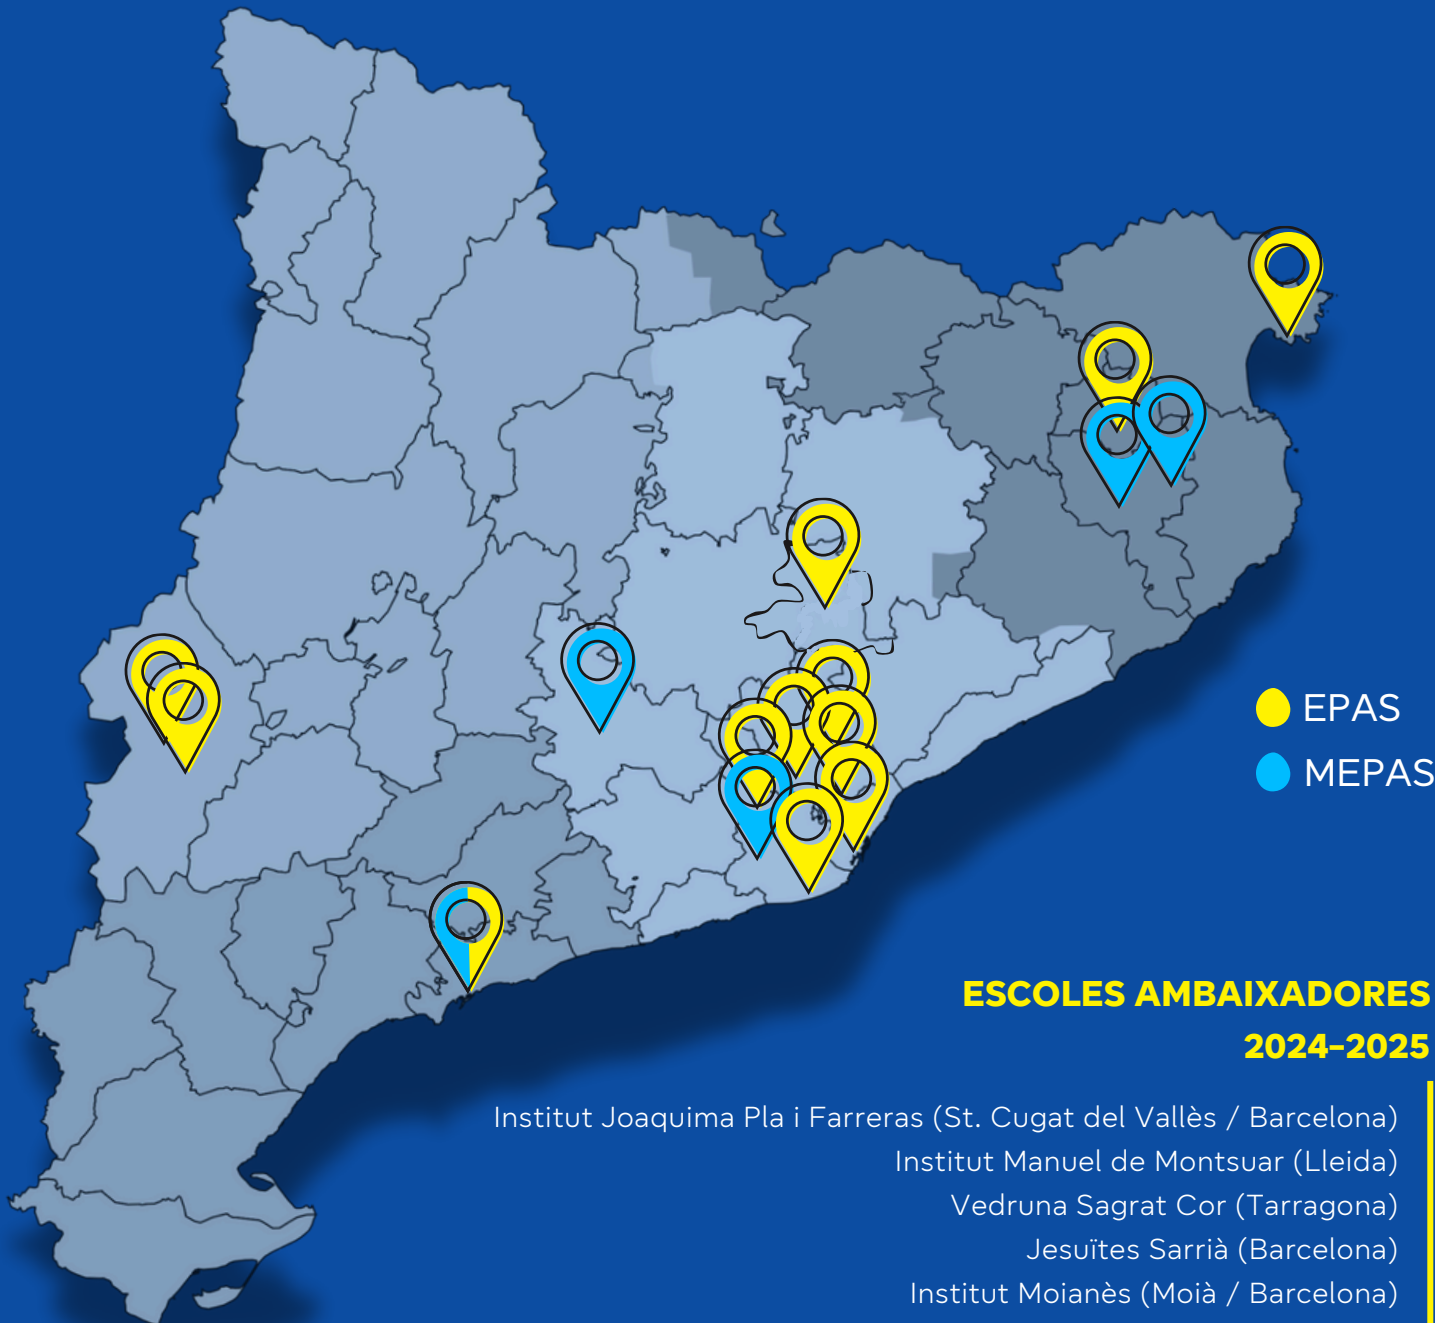 EPAS
MEPAS
ESCOLES AMBAIXADORES
2024-2025
Institut Joaquima Pla i Farreras (St. Cugat del Vallès / Barcelona)
Institut Manuel de Montsuar (Lleida)
Vedruna Sagrat Cor (Tarragona)
Jesuïtes Sarrià (Barcelona)
Institut Moianès (Moià / Barcelona)